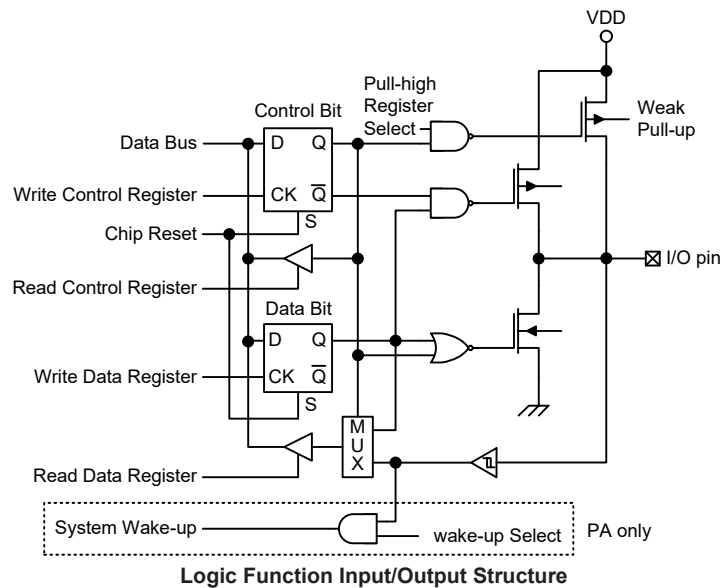 VDD
Pull-high
Register
Select
Weak
Pull-up
Control Bit
Data Bus
D
Q
Write Control Register
CK
Q
S
Chip Reset
I/O pin
Read Control Register
Data Bit
D
Q
Write Data Register
CK
Q
S
M
U
X
Read Data Register
System Wake-up
wake-up Select
PA only
Logic Function Input/Output Structure